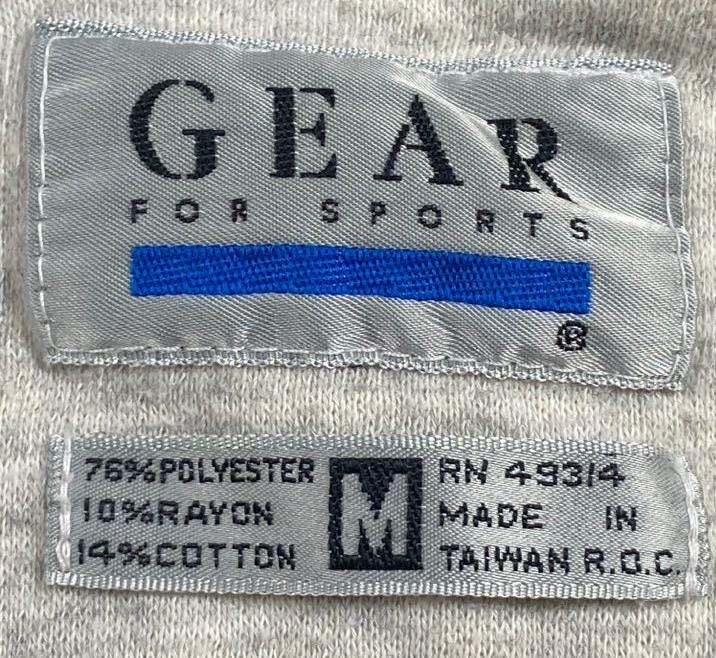 GEAR
FOR SPORTS
®
76% POLYESTER
10% RAYON
14% COTTON
M
RN 49314
MADE IN
TAIWAN R.O.C.